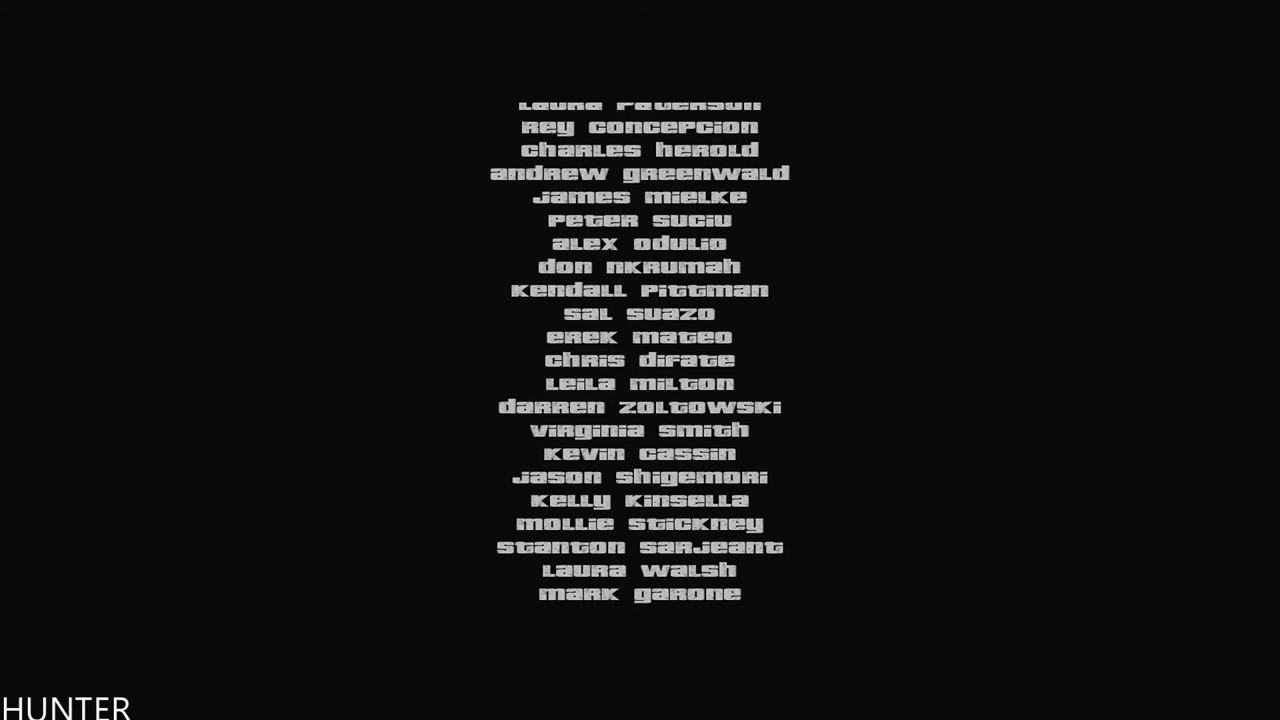 Laura Paterson
Rey Concepcion
Charles Herold
Andrew Greenwald
James Mielke
Peter Suciu
Alex Odulio
Don Nkrumah
Kendall Pittman
Sal Suazo
Erek Mateo
Chris DiFate
Leila Milton
Darren Zoltowski
Virginia Smith
Kevin Cassin
Jason Shigemori
Kelly Kinsella
Mollie Stickney
Stanton Sarjeant
Laura Walsh
Mark Garone
HUNTER